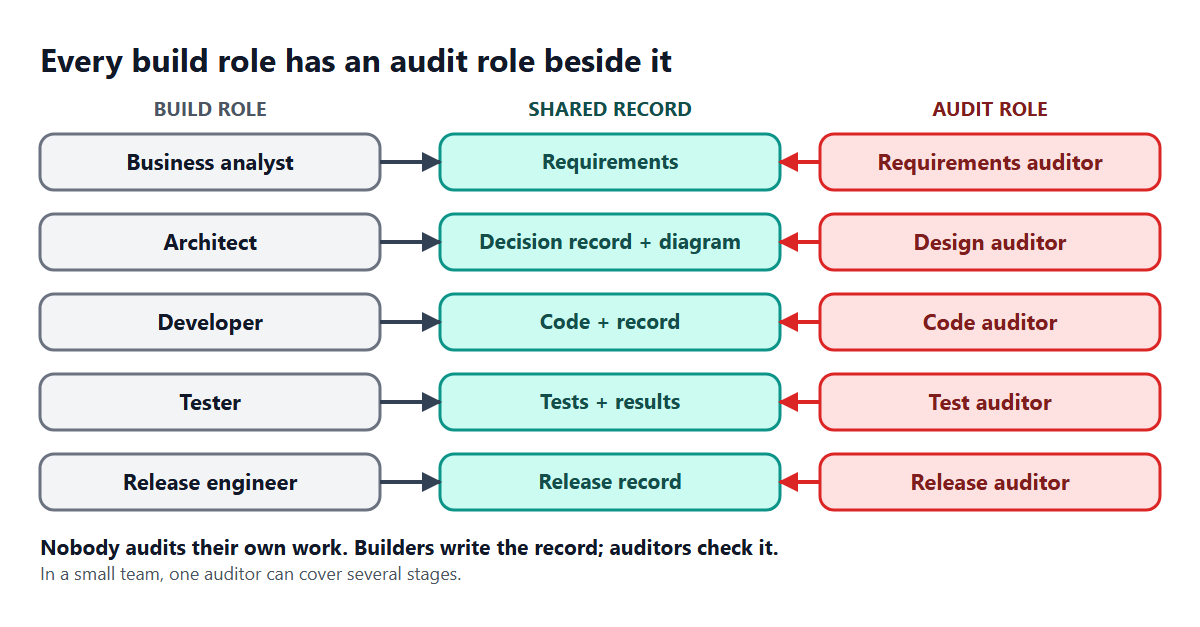 Every build role has an audit role beside it
BUILD ROLE SHARED RECORD AUDIT ROLE
Business analyst Requirements Requirements auditor
Architect Decision record + diagram Design auditor
Developer Code + record Code auditor
Tester Tests + results Test auditor
Release engineer Release record Release auditor
Nobody audits their own work. Builders write the record; auditors check it.
In a small team, one auditor can cover several stages.